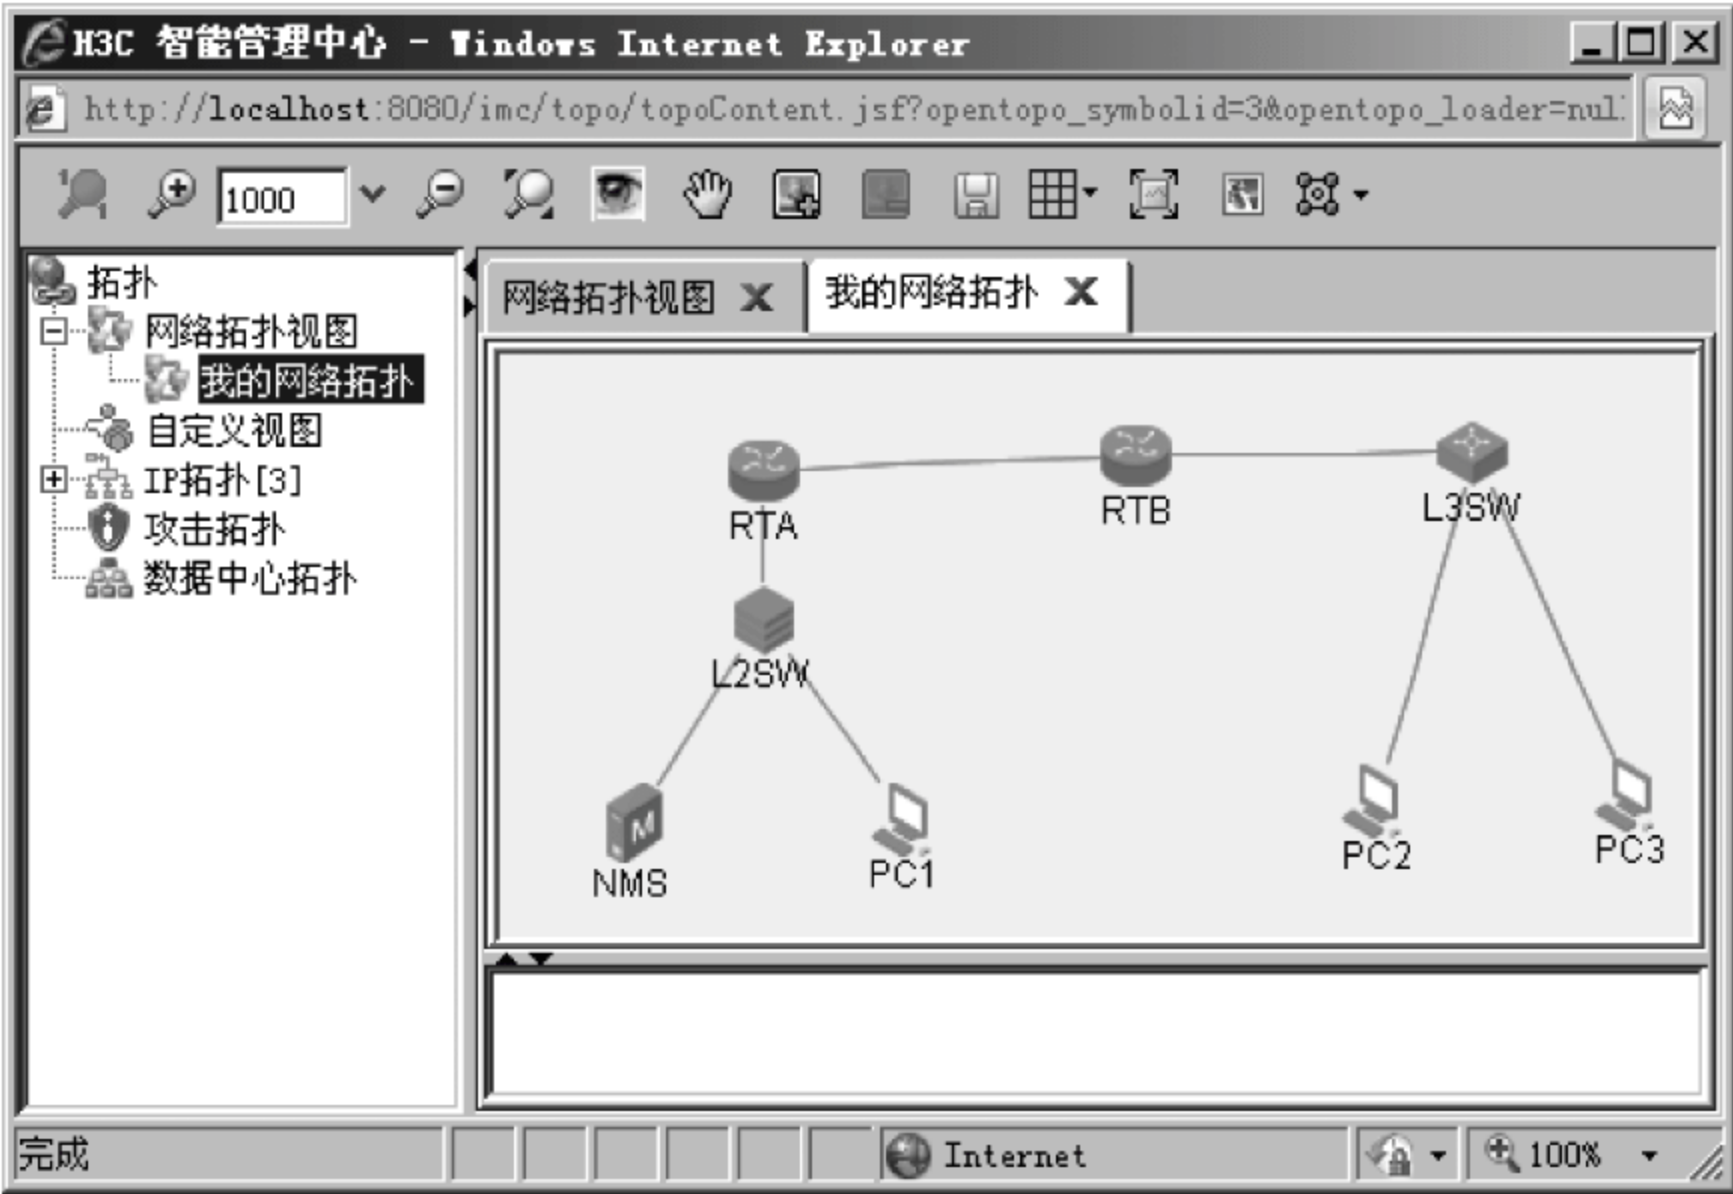 H3C 智能管理中心 - Windows Internet Explorer
http://localhost:8080/imc/topo/topoContent.jsf?opentopo_symbolid=3&opentopo_loader=nul
1000
拓扑
网络拓扑视图
我的网络拓扑
自定义视图
IP拓扑[3]
攻击拓扑
数据中心拓扑
网络拓扑视图 我的网络拓扑
RTA
RTB
L3SW
L2SW
NMS
PC1
PC2
PC3
完成
Internet
100%